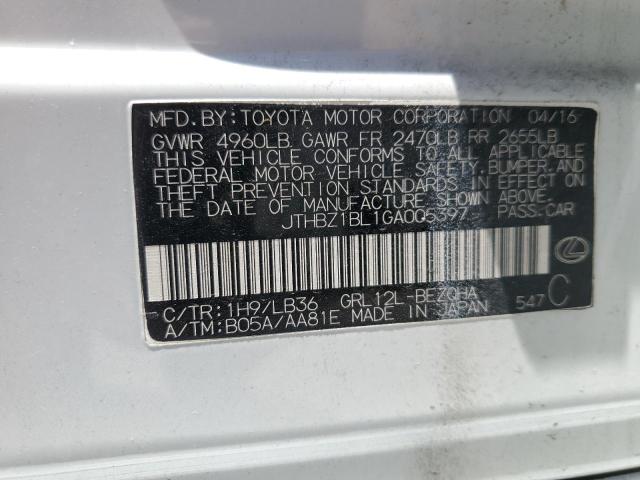 MFD.BY: TOYOTA MOTOR CORPORATION 04/16
GVWR 4960LB GAWR FR 2470LB RR 2655LB
THIS VEHICLE CONFORMS TO ALL APPLICABLE
FEDERAL MOTOR VEHICLE SAFETY, BUMPER, AND
THEFT PREVENTION STANDARDS IN EFFECT ON
THE DATE OF MANUFACTURE SHOWN ABOVE.
JTHBZ1BL1GA005397 PASS.CAR
C/TR: 1H9/LB36 GRL12L-BEZQHA
A/TM: B05A/AA81E MADE IN JAPAN 547 C